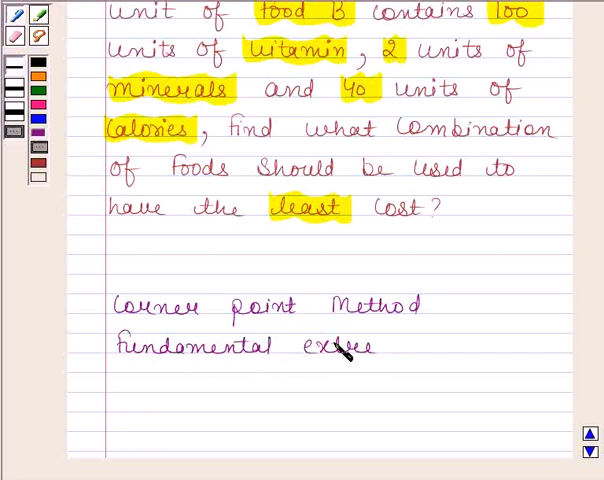 unit of food B contains 100
units of vitamin, 2 units of
minerals and 40 units of
calories, find what combination
of foods should be used to
have the least cost?
Corner point Method
Fundamental extree